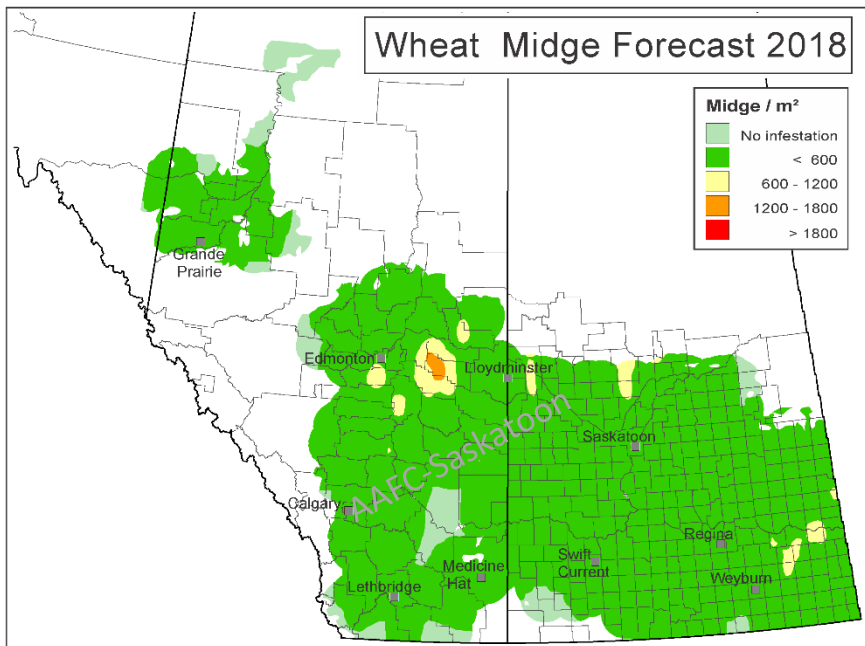 Wheat Midge Forecast 2018
Midge / m²
No infestation
< 600
600 - 1200
1200 - 1800
> 1800
Grande
Prairie
Edmonton
Lloydminster
AAFC-Saskatoon
Saskatoon
Calgary
Regina
Swift
Current
Medicine
Hat
Weyburn
Lethbridge